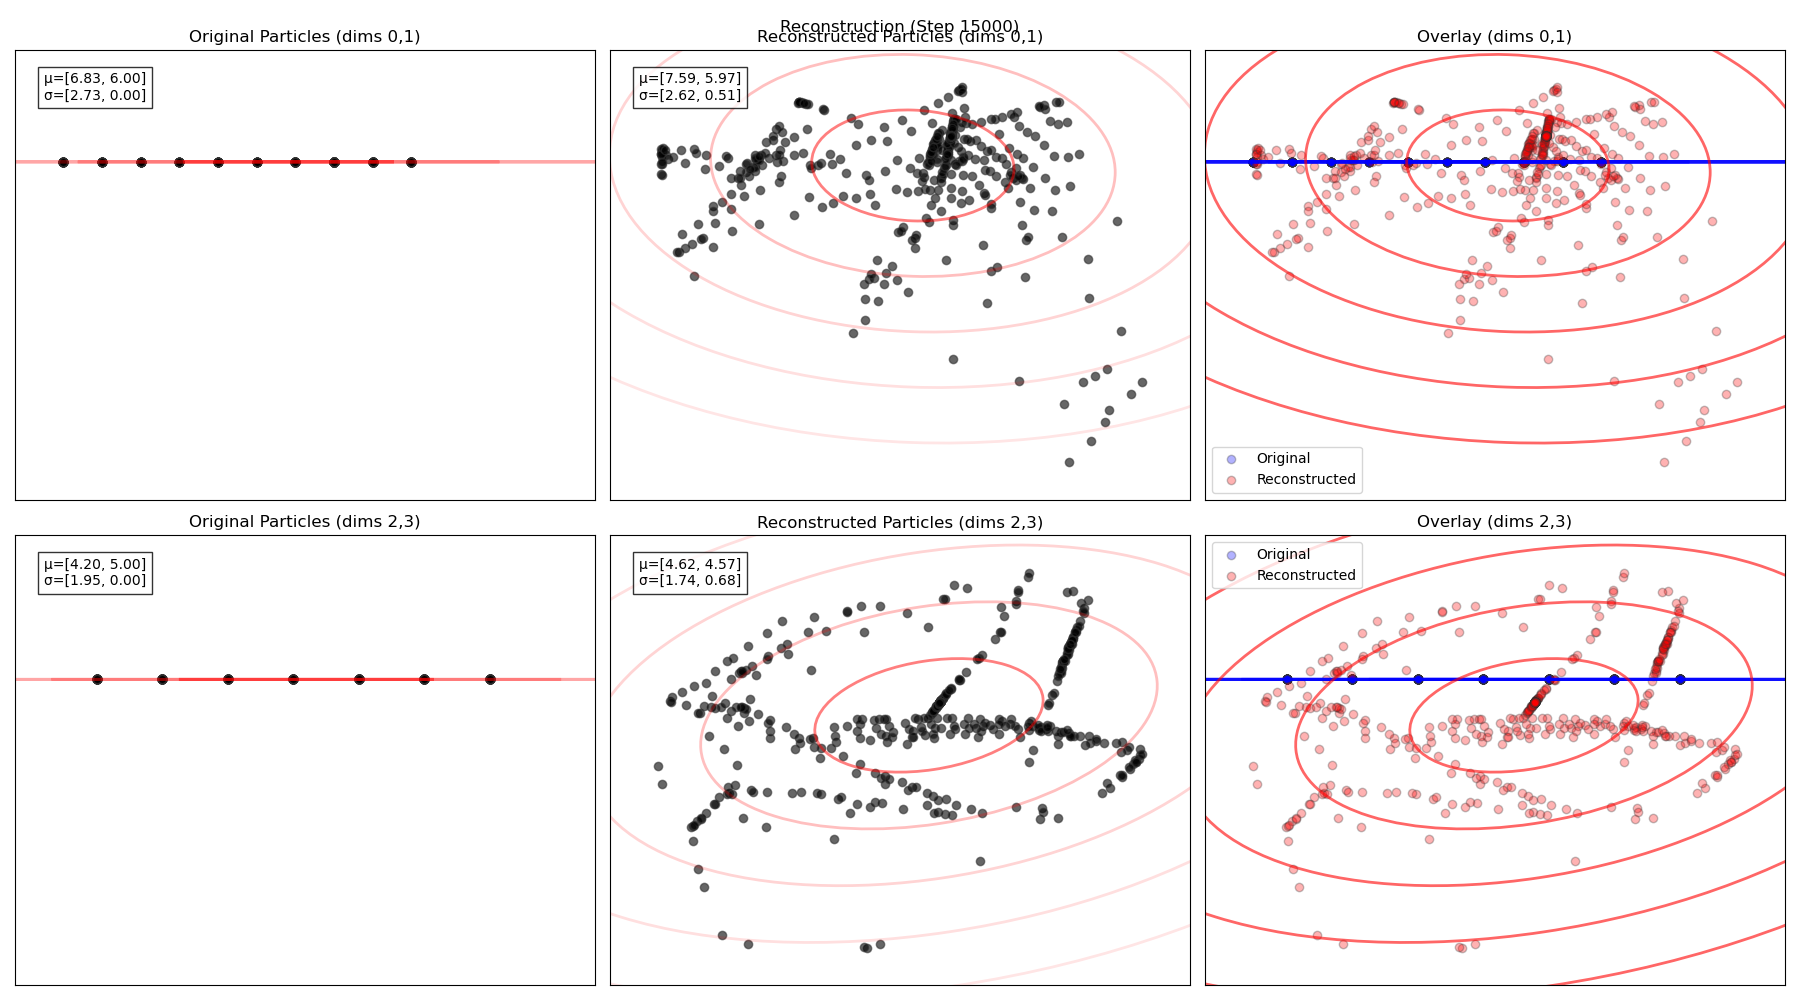 Reconstruction (Step 15000)
Original Particles (dims 0,1)
μ=[6.83, 6.00]
σ=[2.73, 0.00]
Reconstructed Particles (dims 0,1)
μ=[7.59, 5.97]
σ=[2.62, 0.51]
Overlay (dims 0,1)
Original
Reconstructed
Original Particles (dims 2,3)
μ=[4.20, 5.00]
σ=[1.95, 0.00]
Reconstructed Particles (dims 2,3)
μ=[4.62, 4.57]
σ=[1.74, 0.68]
Overlay (dims 2,3)
Original
Reconstructed